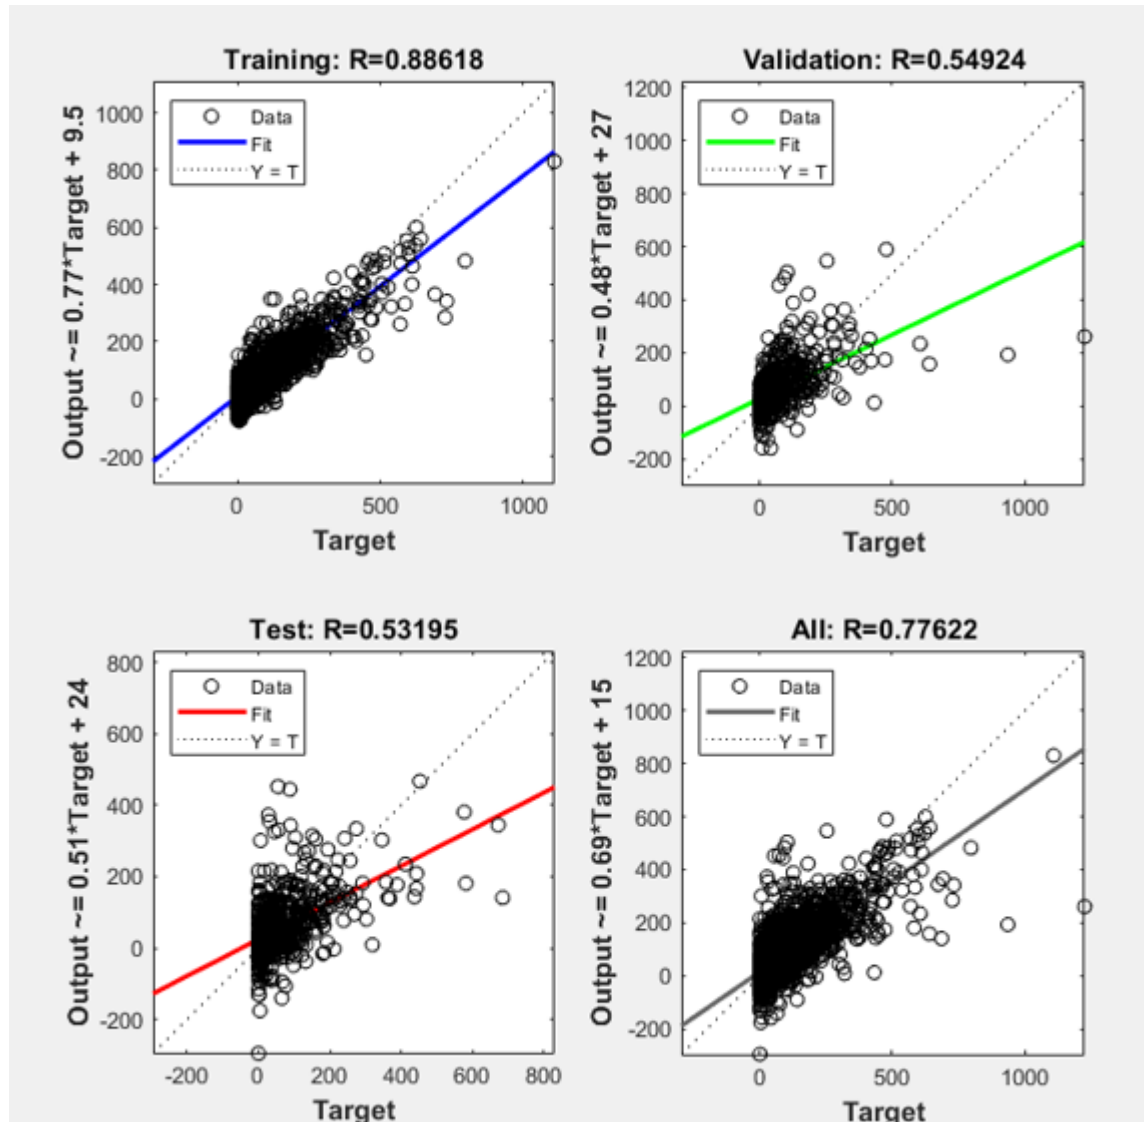 Training: R=0.88618
Output ~= 0.77*Target + 9.5
Data
Fit
Y = T
1000
800
600
400
200
0
-200
0 500 1000
Target
Validation: R=0.54924
Output ~= 0.48*Target + 27
Data
Fit
Y = T
1200
1000
800
600
400
200
0
-200
0 500 1000
Target
Test: R=0.53195
Output ~= 0.51*Target + 24
Data
Fit
Y = T
800
600
400
200
0
-200
-200 0 200 400 600 800
Target
All: R=0.77622
Output ~= 0.69*Target + 15
Data
Fit
Y = T
1200
1000
800
600
400
200
0
-200
0 500 1000
Target